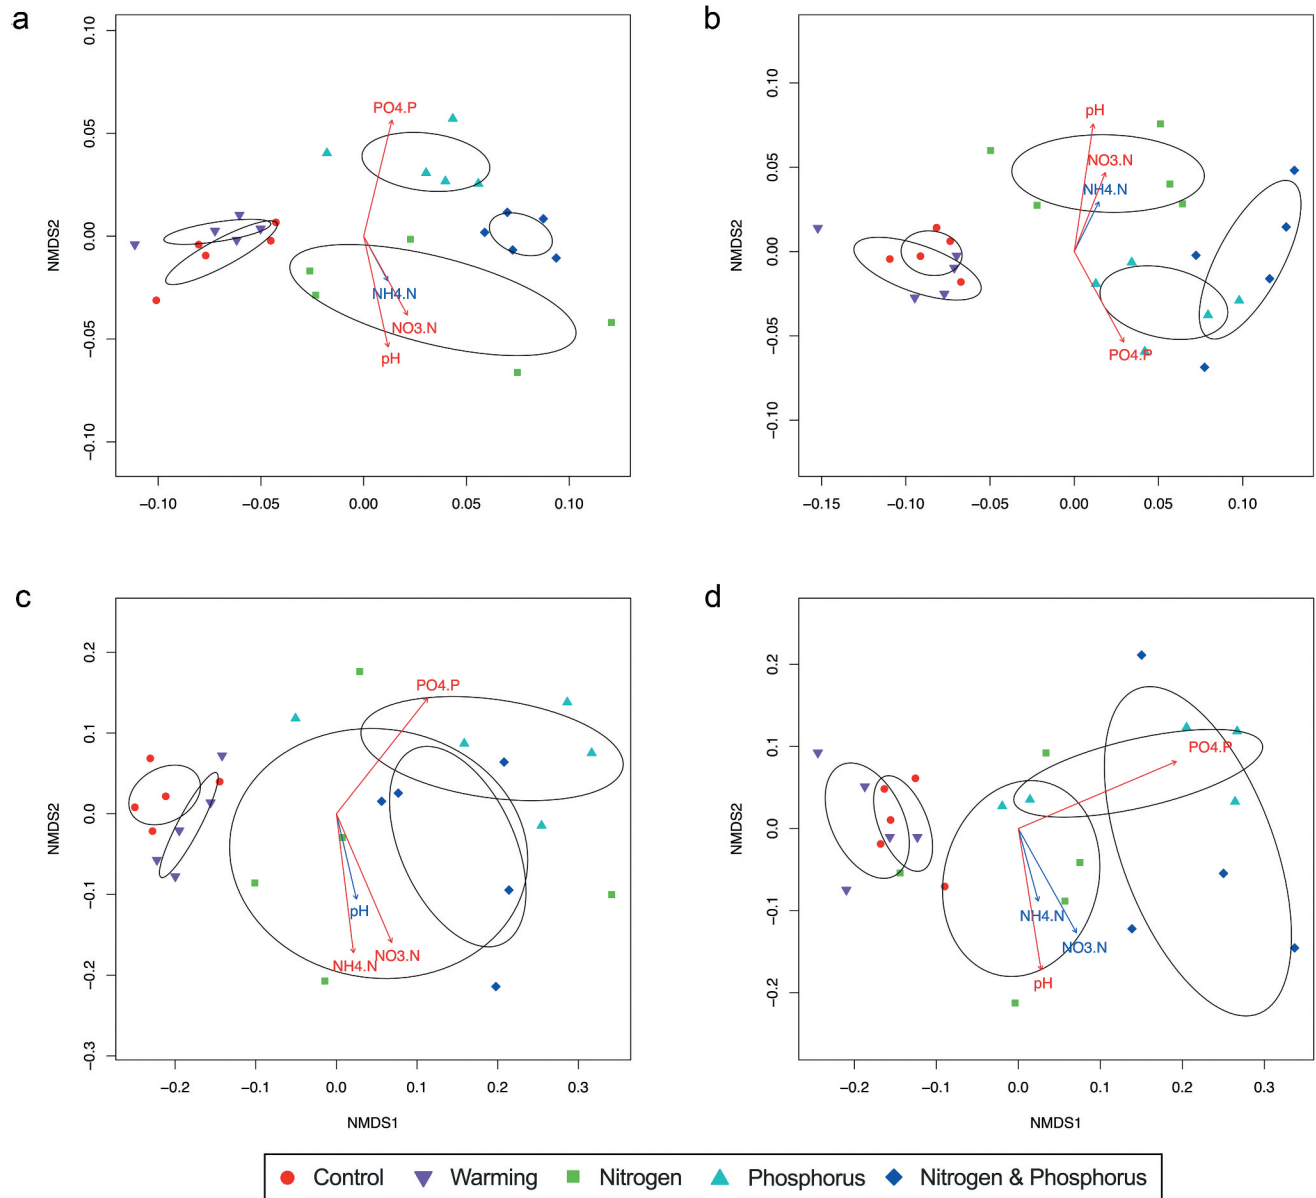 a
NMDS2
0.10
0.05
0.00
−0.05
−0.10
PO4.P
NH4.N
NO3.N
pH
−0.10 −0.05 0.00 0.05 0.10
b
NMDS2
0.10
0.05
0.00
−0.05
−0.10
pH
NO3.N
NH4.N
PO4.P
−0.15 −0.10 −0.05 0.00 0.05 0.10
c
NMDS2
0.2
0.1
0.0
−0.1
−0.2
−0.3
PO4.P
pH
NO3.N
NH4.N
−0.2 −0.1 0.0 0.1 0.2 0.3
NMDS1
d
NMDS2
0.2
0.1
0.0
−0.1
−0.2
PO4.P
NH4.N
NO3.N
pH
−0.2 −0.1 0.0 0.1 0.2 0.3
NMDS1
Control Warming Nitrogen Phosphorus Nitrogen & Phosphorus